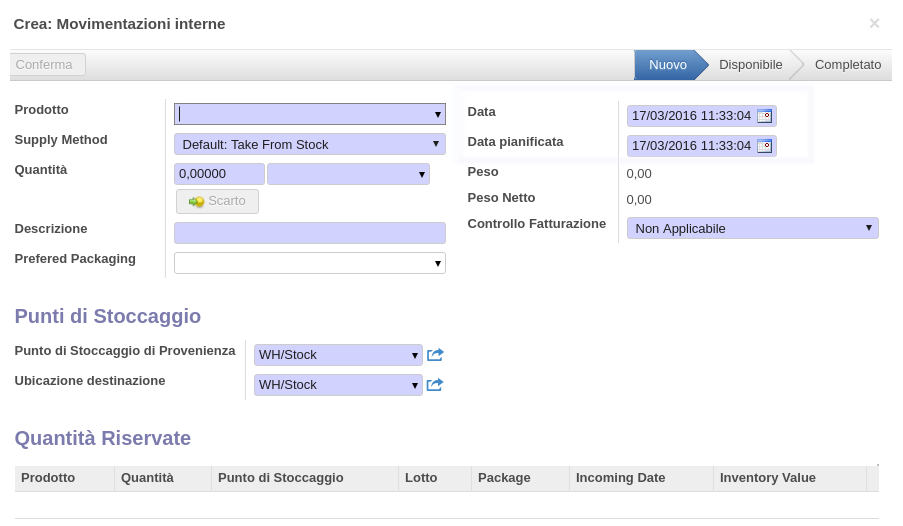 Crea: Movimentazioni interne
×
Conferma
Nuovo Disponibile Completato
Prodotto
Supply Method Default: Take From Stock
Quantità 0,00000
Scarto
Descrizione
Prefered Packaging
Data 17/03/2016 11:33:04
Data pianificata 17/03/2016 11:33:04
Peso 0,00
Peso Netto 0,00
Controllo Fatturazione Non Applicabile
Punti di Stoccaggio
Punto di Stoccaggio di Provenienza WH/Stock
Ubicazione destinazione WH/Stock
Quantità Riservate
Prodotto Quantità Punto di Stoccaggio Lotto Package Incoming Date Inventory Value